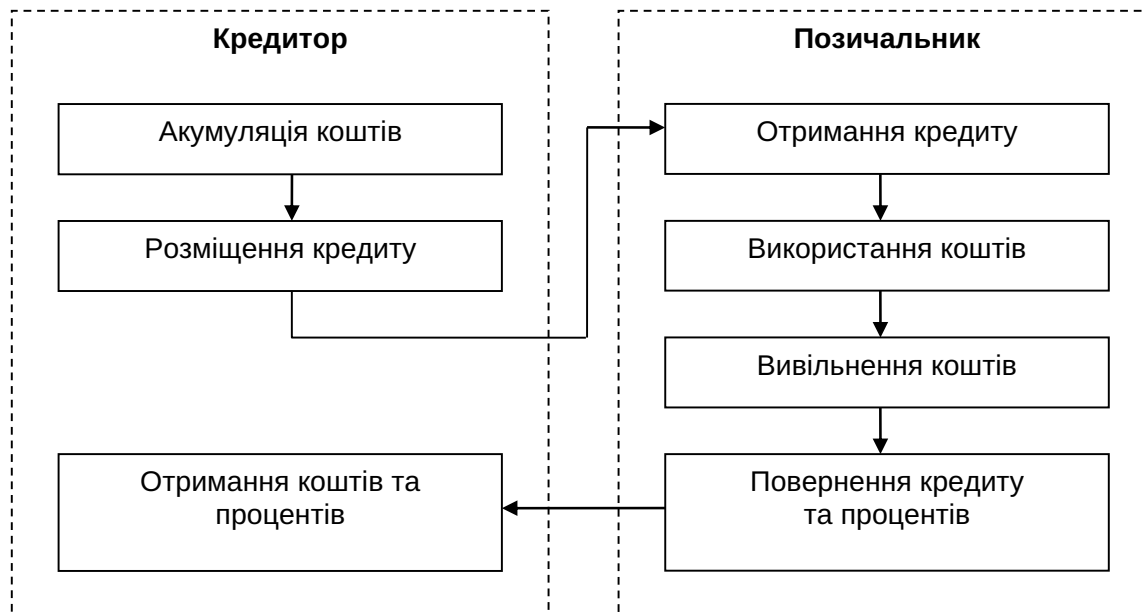 Кредитор
Акумуляція коштів
Розміщення кредиту
Отримання коштів та
процентів
Позичальник
Отримання кредиту
Використання коштів
Вивільнення коштів
Повернення кредиту
та процентів